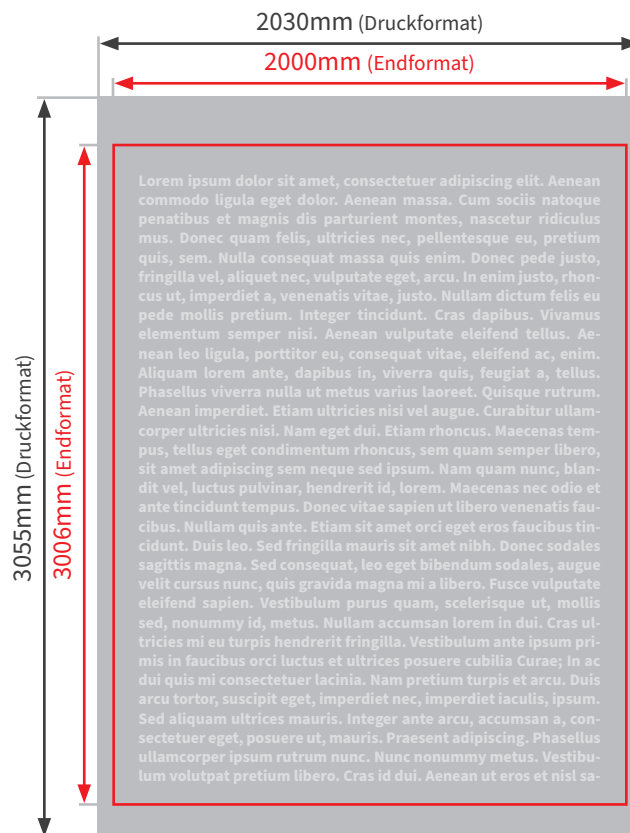 2030mm (Druckformat)
2000mm (Endformat)
3055mm (Druckformat)
3006mm (Endformat)
Lorem ipsum dolor sit amet, consectetuer adipiscing elit. Aenean
commodo ligula eget dolor. Aenean massa. Cum sociis natoque
penatibus et magnis dis parturient montes, nascetur ridiculus
mus. Donec quam felis, ultricies nec, pellentesque eu, pretium
quis, sem. Nulla consequat massa quis enim. Donec pede justo,
fringilla vel, aliquet nec, vulputate eget, arcu. In enim justo, rhon-
cus ut, imperdiet a, venenatis vitae, justo. Nullam dictum felis eu
pede mollis pretium. Integer tincidunt. Cras dapibus. Vivamus
elementum semper nisi. Aenean vulputate eleifend tellus. Ae-
nean leo ligula, porttitor eu, consequat vitae, eleifend ac, enim.
Aliquam lorem ante, dapibus in, viverra quis, feugiat a, tellus.
Phasellus viverra nulla ut metus varius laoreet. Quisque rutrum.
Aenean imperdiet. Etiam ultricies nisi vel augue. Curabitur ullam-
corper ultricies nisi. Nam eget dui. Etiam rhoncus. Maecenas tem-
pus, tellus eget condimentum rhoncus, sem quam semper libero,
sit amet adipiscing sem neque sed ipsum. Nam quam nunc, blan-
dit vel, luctus pulvinar, hendrerit id, lorem. Maecenas nec odio et
ante tincidunt tempus. Donec vitae sapien ut libero venenatis fau-
cibus. Nullam quis ante. Etiam sit amet orci eget eros faucibus tin-
cidunt. Duis leo. Sed fringilla mauris sit amet nibh. Donec sodales
sagittis magna. Sed consequat, leo eget bibendum sodales, augue
velit cursus nunc, quis gravida magna mi a libero. Fusce vulputate
eleifend sapien. Vestibulum purus quam, scelerisque ut, mollis
sed, nonummy id, metus. Nullam accumsan lorem in dui. Cras ul-
tricies mi eu turpis hendrerit fringilla. Vestibulum ante ipsum pri-
mis in faucibus orci luctus et ultrices posuere cubilia Curae; In ac
dui quis mi consectetuer lacinia. Nam pretium turpis et arcu. Duis
arcu tortor, suscipit eget, imperdiet nec, imperdiet iaculis, ipsum.
Sed aliquam ultrices mauris. Integer ante arcu, accumsan a, con-
sectetuer eget, posuere ut, mauris. Praesent adipiscing. Phasellus
ullamcorper ipsum rutrum nunc. Nunc nonummy metus. Vestibu-
lum volutpat pretium libero. Cras id dui. Aenean ut eros et nisl sa-